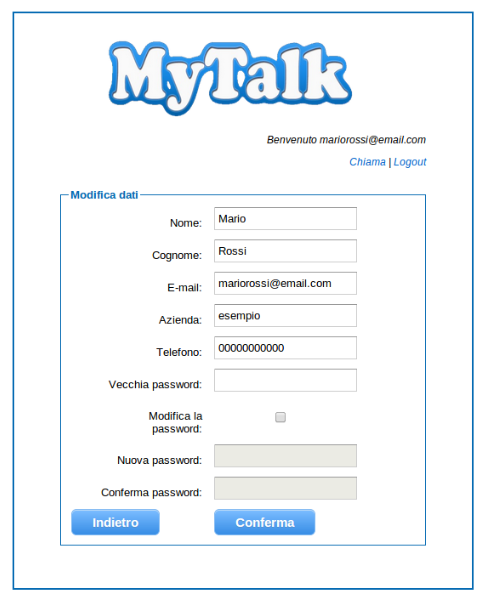 MyTalk
Benvenuto mariorossi@email.com
Chiama | Logout
Modifica dati
Nome: Mario
Cognome: Rossi
E-mail: mariorossi@email.com
Azienda: esempio
Telefono: 00000000000
Vecchia password:
Modifica la
password:
Nuova password:
Conferma password:
Indietro Conferma